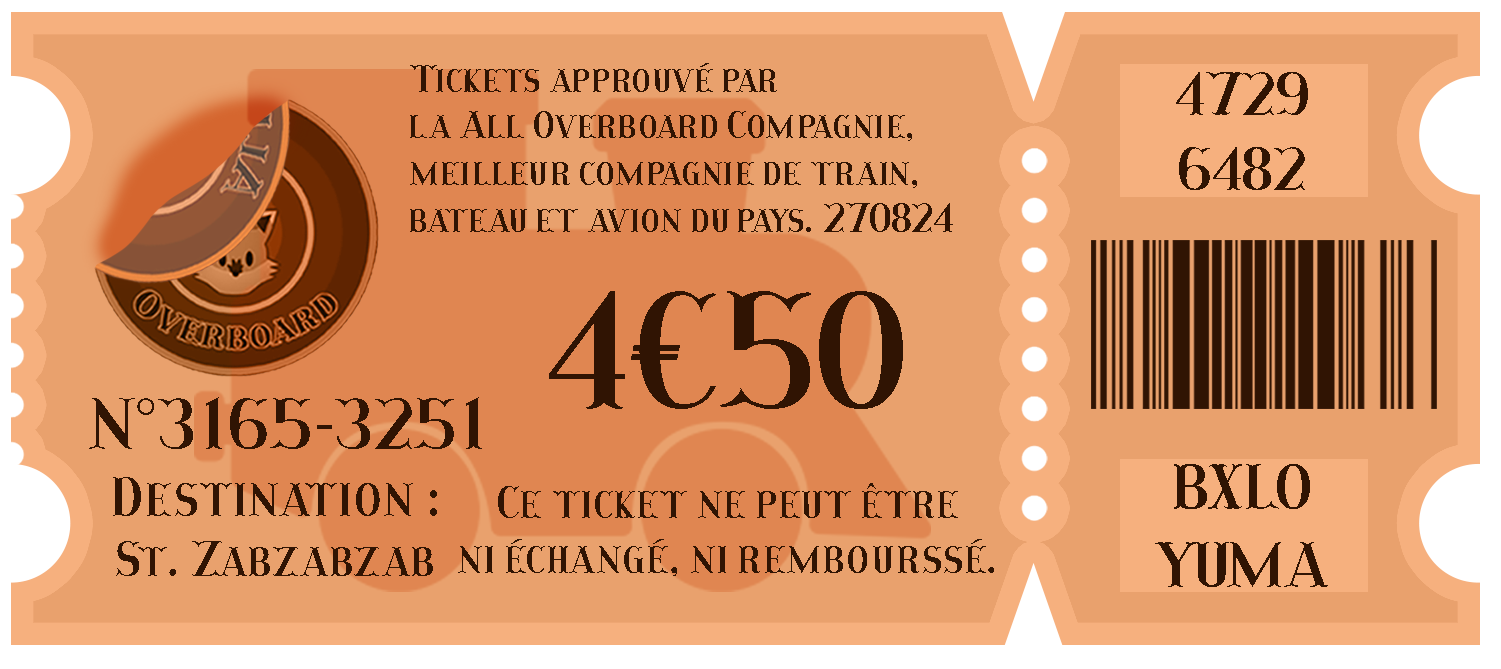 Tickets approuvé par
la All Overboard Compagnie,
meilleur compagnie de train,
bateau et avion du pays. 270824
Overboard
4€50
N°3165-3251
Destination :
St. Zabzabzab
Ce ticket ne peut être
ni échangé, ni rembourssé.
4729
6482
BXLO
YUMA